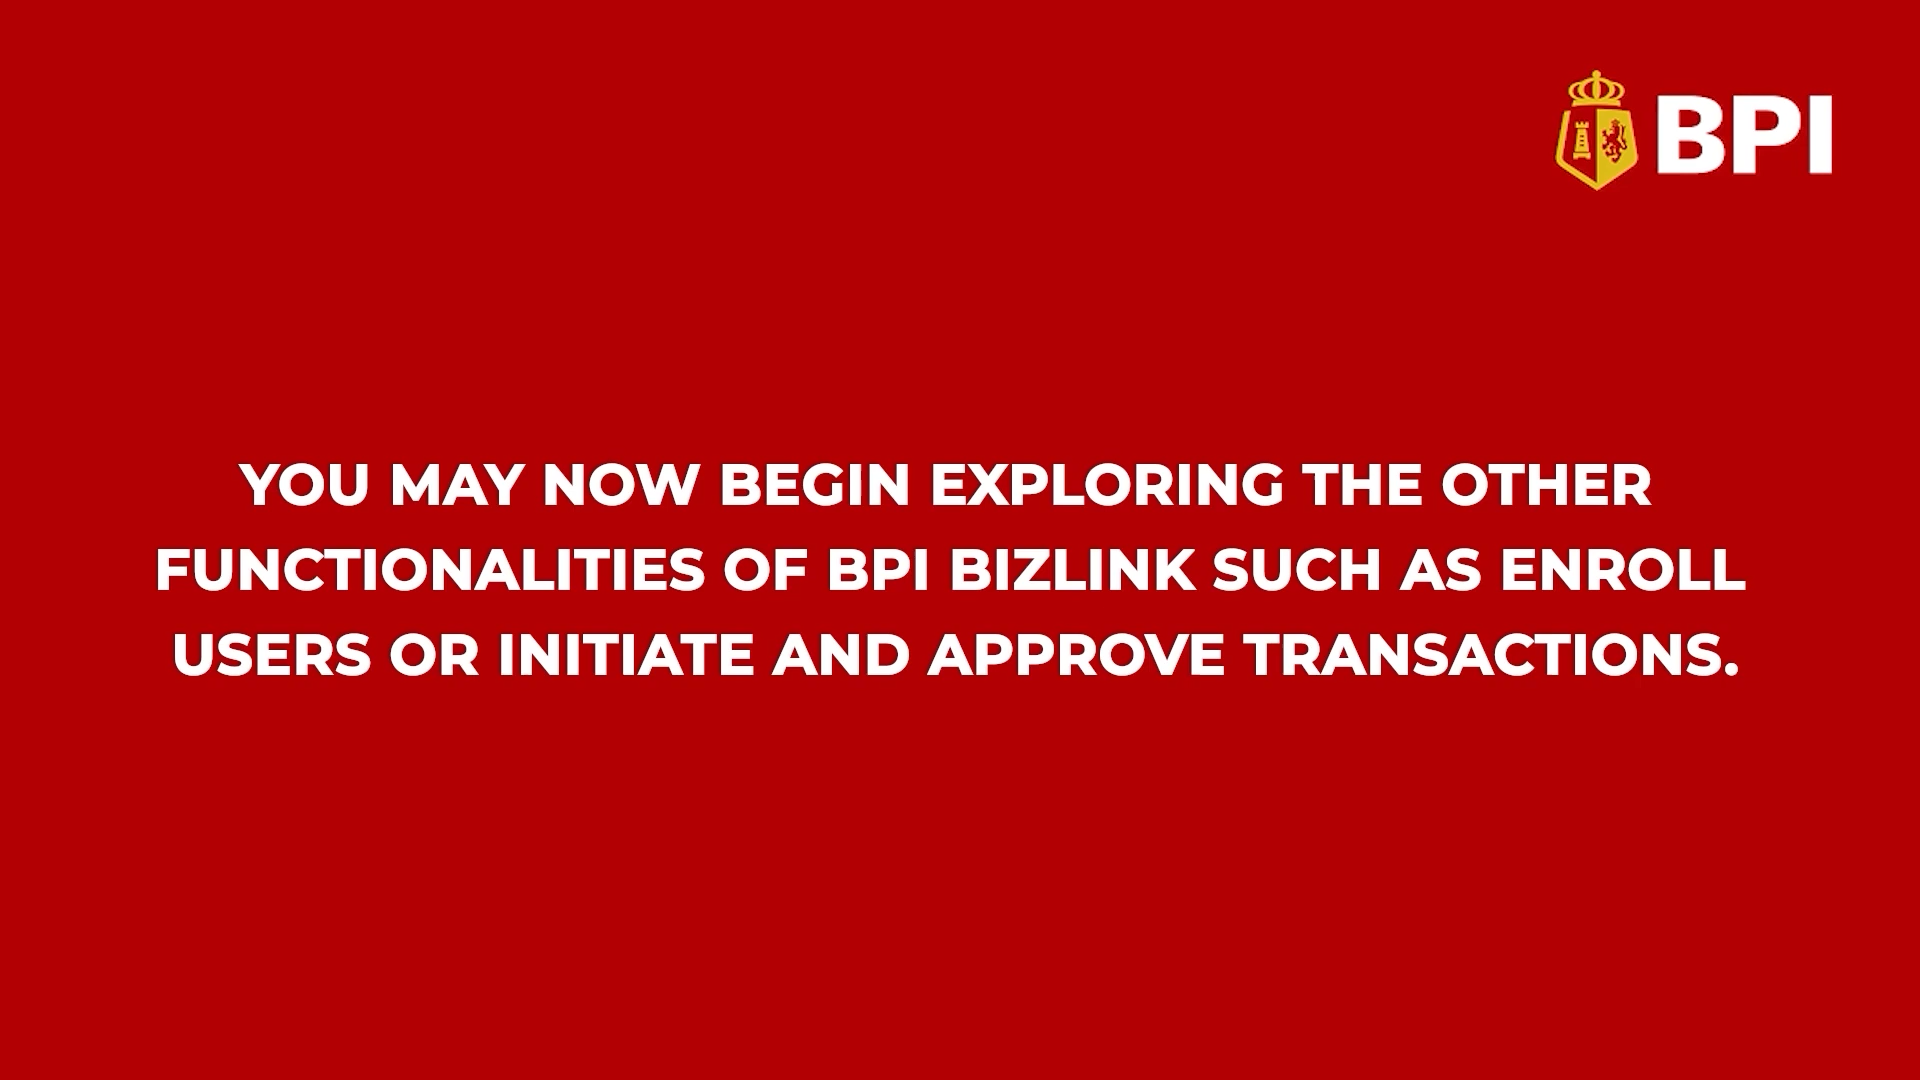 BPI
YOU MAY NOW BEGIN EXPLORING THE OTHER
FUNCTIONALITIES OF BPI BIZLINK SUCH AS ENROLL
USERS OR INITIATE AND APPROVE TRANSACTIONS.